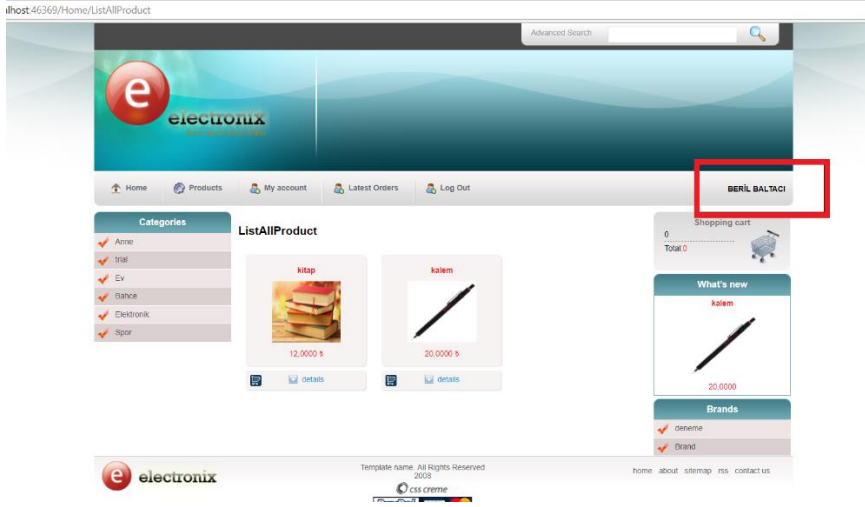 lhost:46369/Home/ListAllProduct
Advanced Search
electronix
Home Products My account Latest Orders Log Out BERİL BALTACI
Categories
Anne
trial
Ev
Bahce
Elektronik
Spor
ListAllProduct
kitap
12,0000 ₺
details
kalem
20,0000 ₺
details
Shopping cart
0
Total:0
What's new
kalem
20,0000
Brands
deneme
Brand
electronix
Template name. All Rights Reserved
2008
css creme
home about sitemap rss contact us